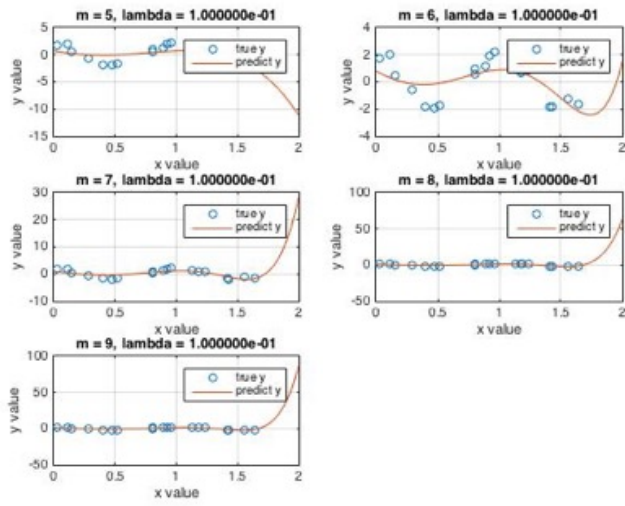 m = 5, lambda = 1.000000e-01
5
0
-5
-10
-15
y value
0 0.5 1 1.5 2
x value
true y
predict y
m = 6, lambda = 1.000000e-01
4
2
0
-2
-4
y value
0 0.5 1 1.5 2
x value
true y
predict y
m = 7, lambda = 1.000000e-01
30
20
10
0
-10
y value
0 0.5 1 1.5 2
x value
true y
predict y
m = 8, lambda = 1.000000e-01
100
50
0
-50
y value
0 0.5 1 1.5 2
x value
true y
predict y
m = 9, lambda = 1.000000e-01
100
50
0
-50
y value
0 0.5 1 1.5 2
x value
true y
predict y